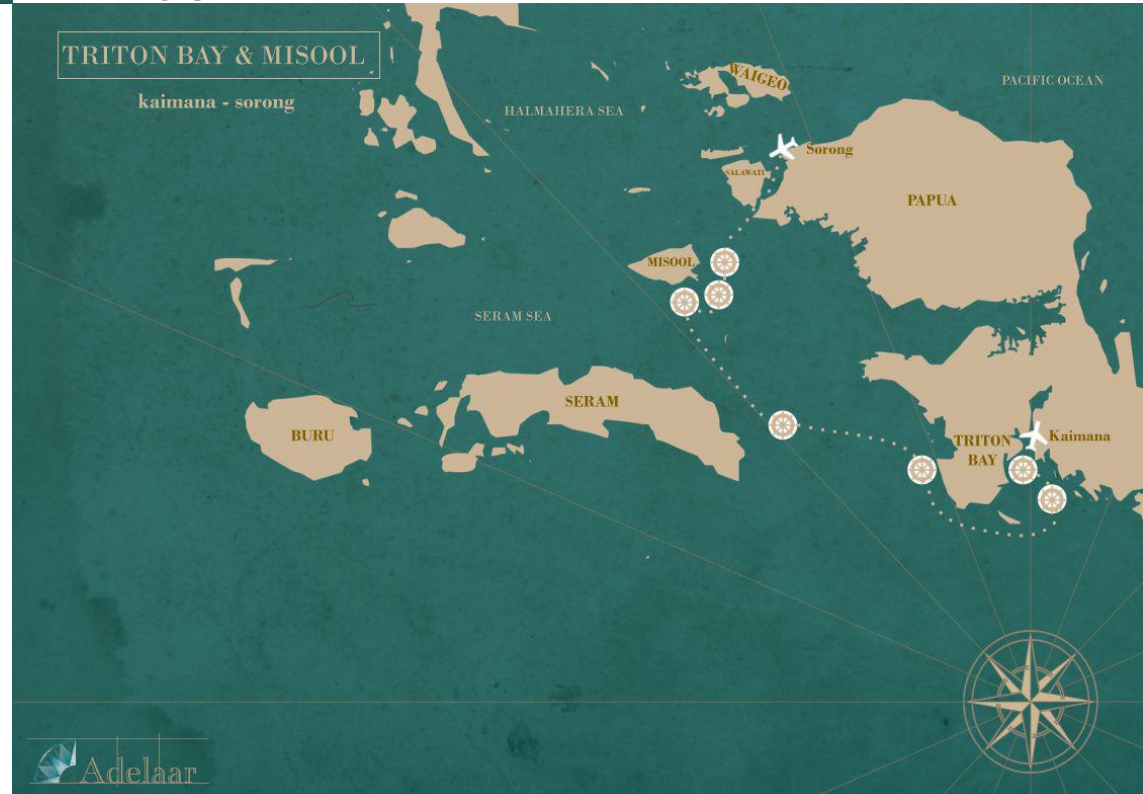 TRITON BAY & MISOOL
kaimana - sorong
WAIGEO
PACIFIC OCEAN
HALMAHERA SEA
Sorong
SALAWATI
PAPUA
MISOOL
SERAM SEA
SERAM
BURU
TRITON
BAY
Kaimana
Adelaar